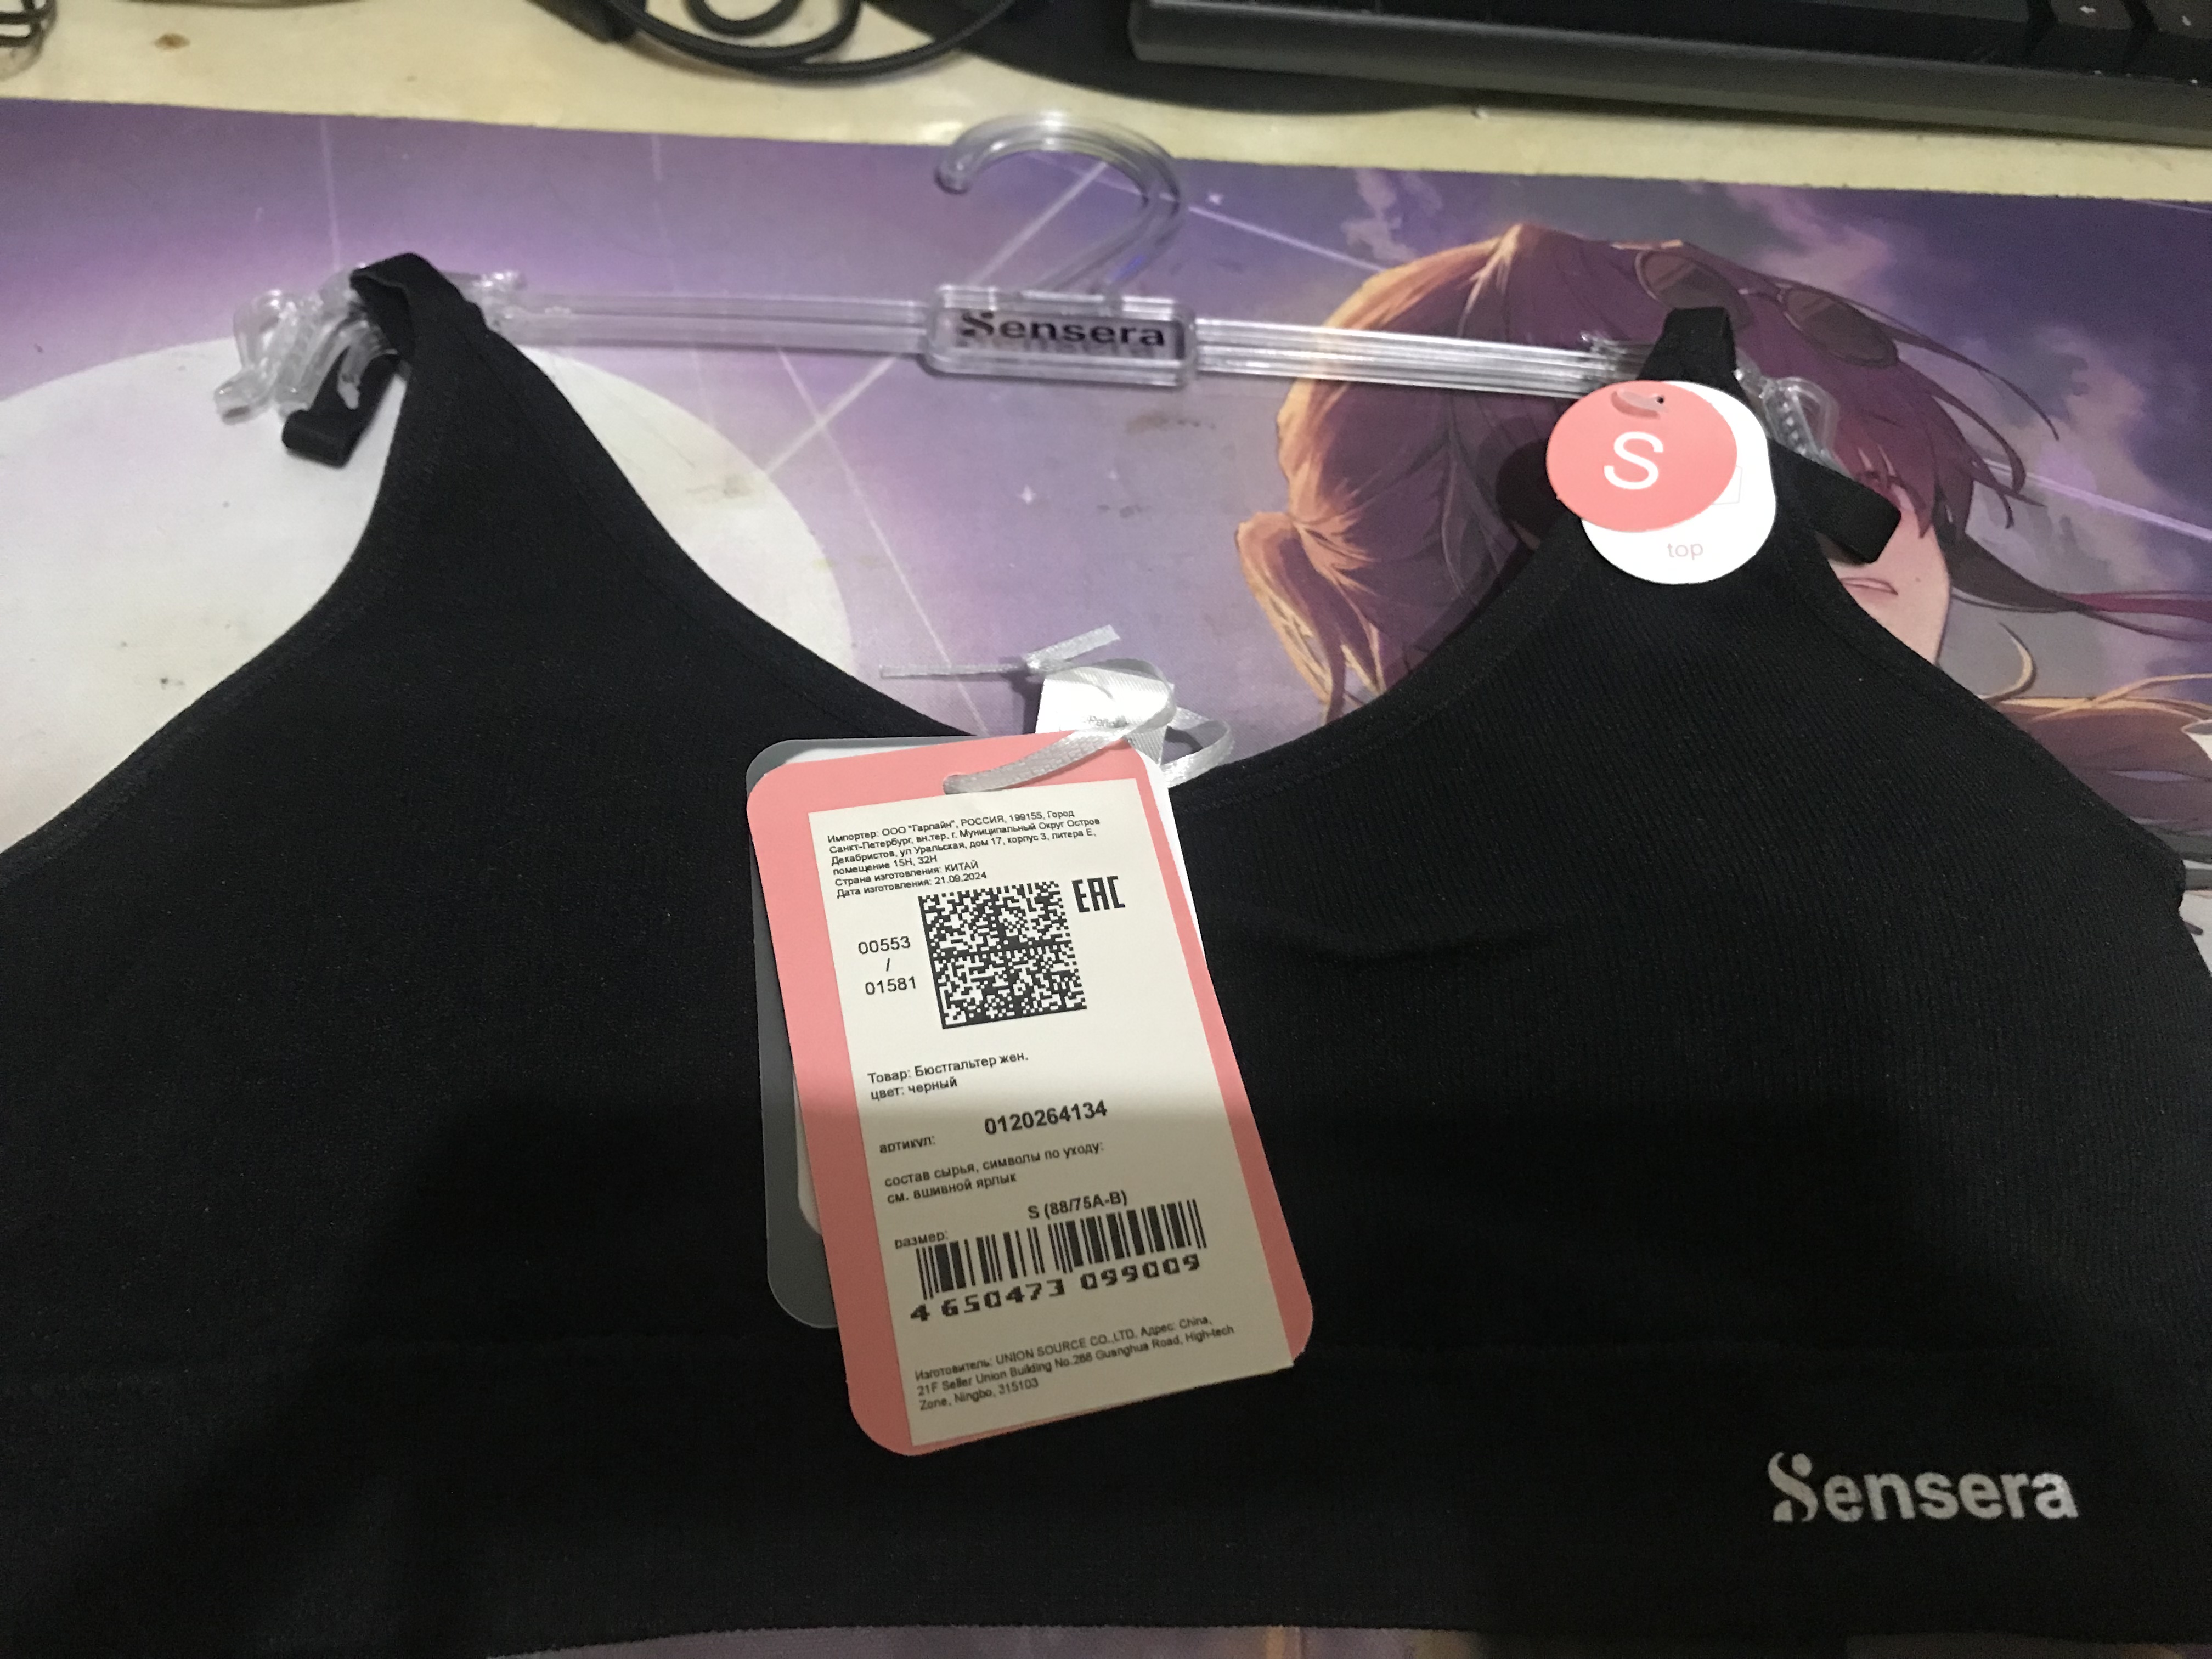 Sensera
S
top
Импортер: ООО "Гарлайн", РОССИЯ, 199155, Город
Санкт-Петербург, вн.тер. г. Муниципальный Округ Остров
Декабристов, ул Уральская, дом 17, корпус 3, литера Е,
помещение 15Н, 32Н
Страна изготовления: КИТАЙ
Дата изготовления: 21.09.2024
EAC
00553
/
01581
Товар: Бюстгальтер жен.
цвет: черный
артикул: 0120264134
состав сырья, символы по уходу:
см. вшивной ярлык
S (88/75A-B)
размер:
4 650473 099009
Изготовитель: UNION SOURCE CO.,LTD, Адрес: China,
21F Seller Union Building No.288 Guanghua Road, High-tech
Zone, Ningbo, 315103
Sensera